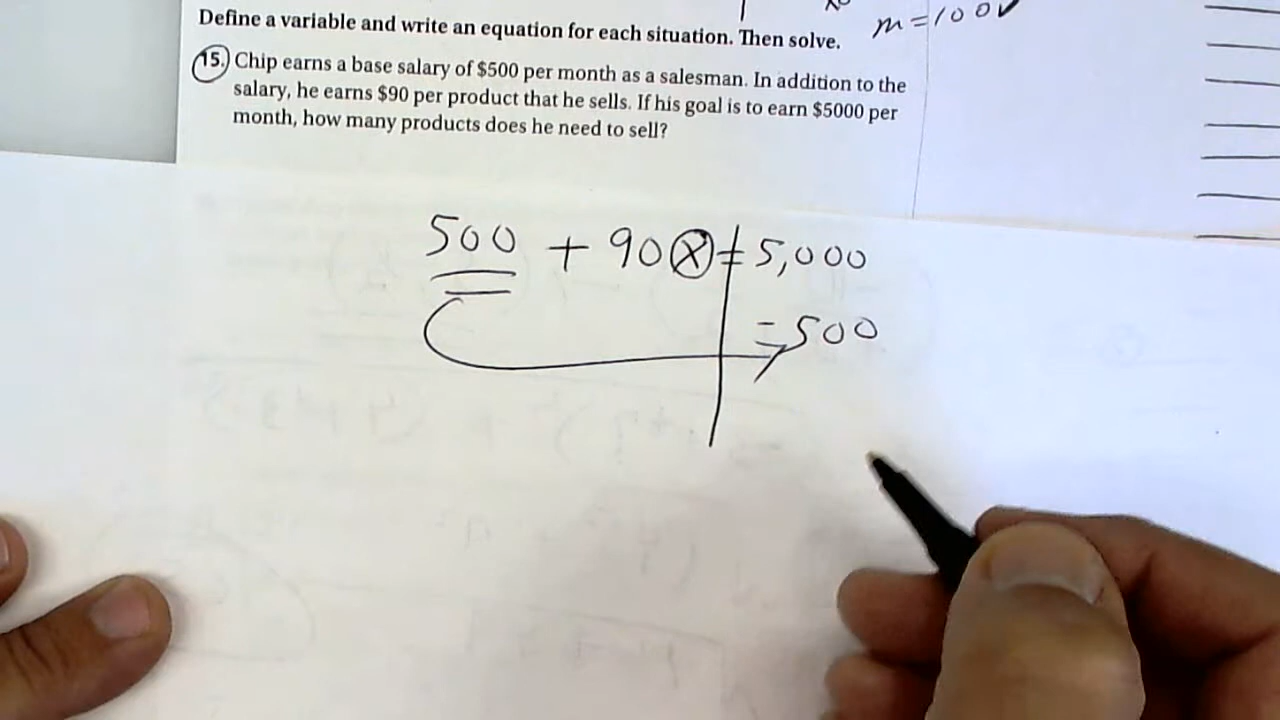 m=100
Define a variable and write an equation for each situation. Then solve.
15. Chip earns a base salary of $500 per month as a salesman. In addition to the
salary, he earns $90 per product that he sells. If his goal is to earn $5000 per
month, how many products does he need to sell?
500 + 90x = 5,000
-500